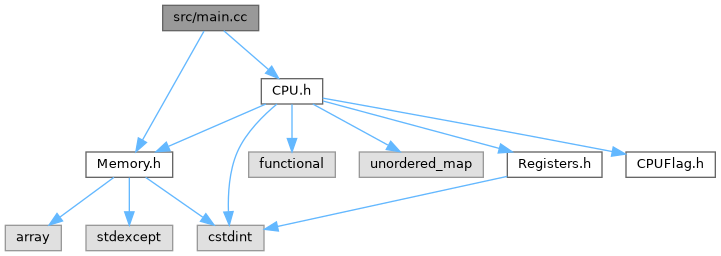 src/main.cc
CPU.h
Memory.h
functional
unordered_map
Registers.h
CPUFlag.h
array
stdexcept
cstdint